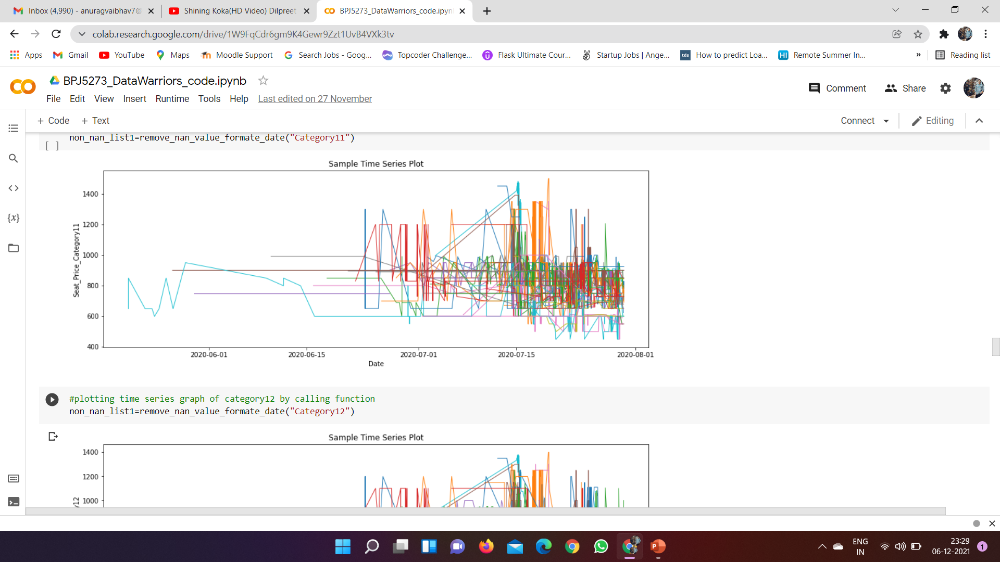 Inbox (4,990) - anuragvaibhav7@
Shining Koka(HD Video) Dilpreet
BPJ5273_DataWarriors_code.ipyn
colab.research.google.com/drive/1W9FqCdr6gm9K4Gewr9Zzt1UvB4VXk3tv
Apps
Gmail
YouTube
Maps
Moodle Support
Search Jobs - Goog...
Topcoder Challenge...
Flask Ultimate Cour...
Startup Jobs | Ange...
tds
How to predict Loa...
HI
Remote Summer In...
»
Reading list
BPJ5273_DataWarriors_code.ipynb
Comment
Share
File Edit View Insert Runtime Tools Help Last edited on 27 November
+ Code + Text
Connect
Editing
non_nan_list1=remove_nan_value_formate_date("Category11")
[ ]
{x}
Sample Time Series Plot
1400
1200
1000
800
600
400
Seat_Price_Category11
2020-06-01 2020-06-15 2020-07-01 2020-07-15 2020-08-01
Date
#plotting time series graph of category12 by calling function
non_nan_list1=remove_nan_value_formate_date("Category12")
Sample Time Series Plot
1400
1200
1000
y12
ENG
IN
23:29
06-12-2021
1